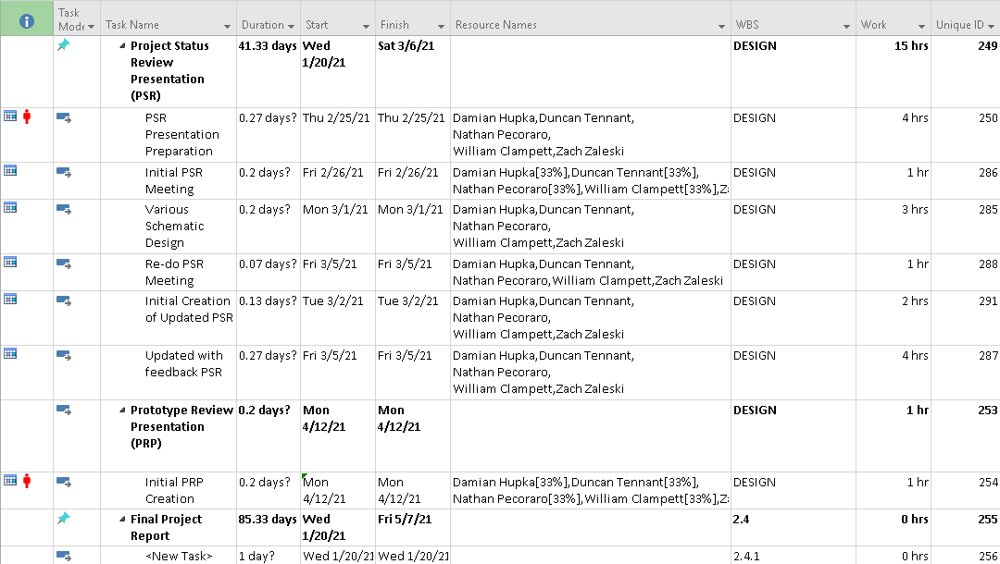 Task Mode Task Name Duration Start Finish Resource Names WBS Work Unique ID
Project Status 41.33 days Wed Sat 3/6/21 DESIGN 15 hrs 249
Review 1/20/21
Presentation
(PSR)
PSR 0.27 days? Thu 2/25/21 Thu 2/25/21 Damian Hupka,Duncan Tennant, DESIGN 4 hrs 250
Presentation Nathan Pecoraro,
Preparation William Clampett,Zach Zaleski
Initial PSR 0.2 days? Fri 2/26/21 Fri 2/26/21 Damian Hupka[33%],Duncan Tennant[33%], DESIGN 1 hr 286
Meeting Nathan Pecoraro[33%],William Clampett[33%],Z
Various 0.2 days? Mon 3/1/21 Mon 3/1/21 Damian Hupka,Duncan Tennant, DESIGN 3 hrs 285
Schematic Nathan Pecoraro,
Design William Clampett,Zach Zaleski
Re-do PSR 0.07 days? Fri 3/5/21 Fri 3/5/21 Damian Hupka,Duncan Tennant, DESIGN 1 hr 288
Meeting Nathan Pecoraro,William Clampett,Zach Zaleski
Initial Creation 0.13 days? Tue 3/2/21 Tue 3/2/21 Damian Hupka,Duncan Tennant, DESIGN 2 hrs 291
of Updated PSR Nathan Pecoraro,
William Clampett,Zach Zaleski
Updated with 0.27 days? Fri 3/5/21 Fri 3/5/21 Damian Hupka,Duncan Tennant, DESIGN 4 hrs 287
feedback PSR Nathan Pecoraro,
William Clampett,Zach Zaleski
Prototype Review 0.2 days? Mon Mon DESIGN 1 hr 253
Presentation 4/12/21 4/12/21
(PRP)
Initial PRP 0.2 days? Mon Mon Damian Hupka[33%],Duncan Tennant[33%], DESIGN 1 hr 254
Creation 4/12/21 4/12/21 Nathan Pecoraro[33%],William Clampett[33%],Z
Final Project 85.33 days Wed Fri 5/7/21 2.4 0 hrs 255
Report 1/20/21
<New Task> 1 day? Wed 1/20/21 Wed 1/20/21 2.4.1 0 hrs 256